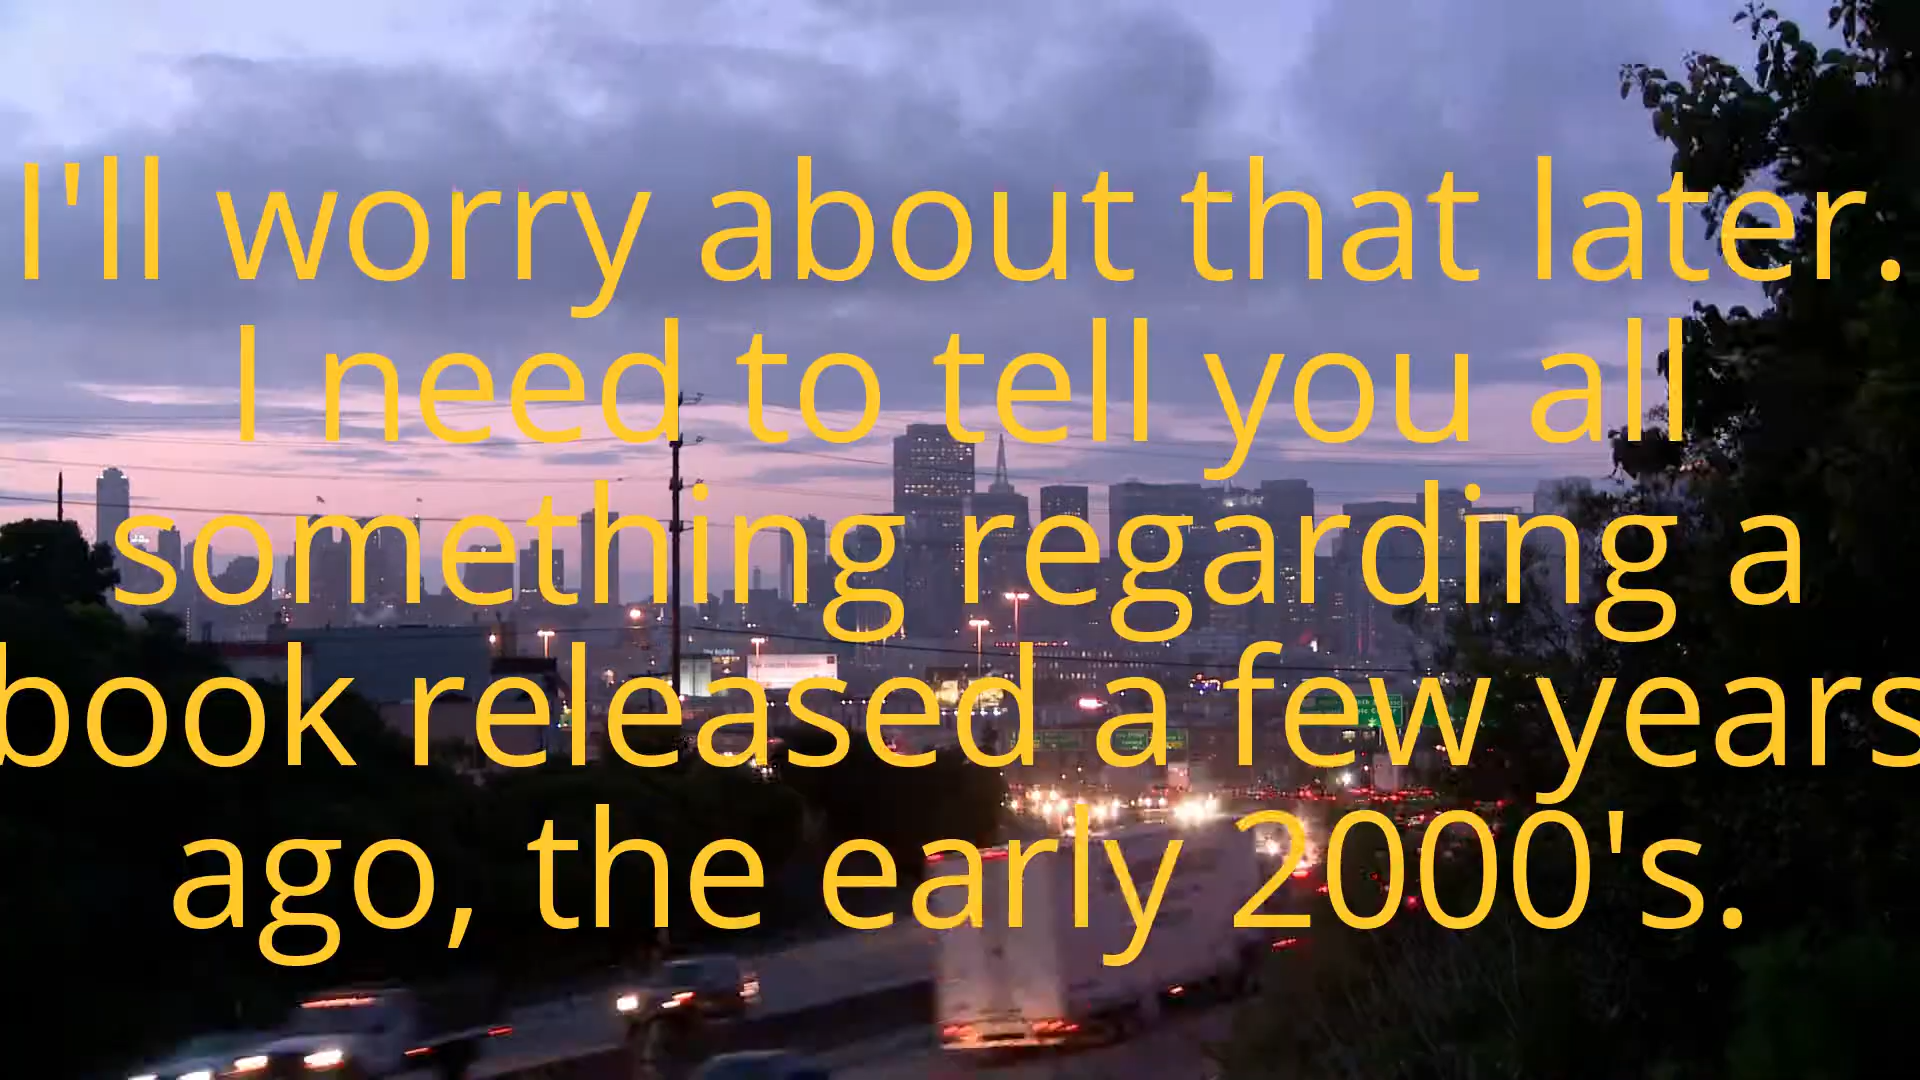 I'll worry about that later.
I need to tell you all
something regarding a
book released a few years
ago, the early 2000's.